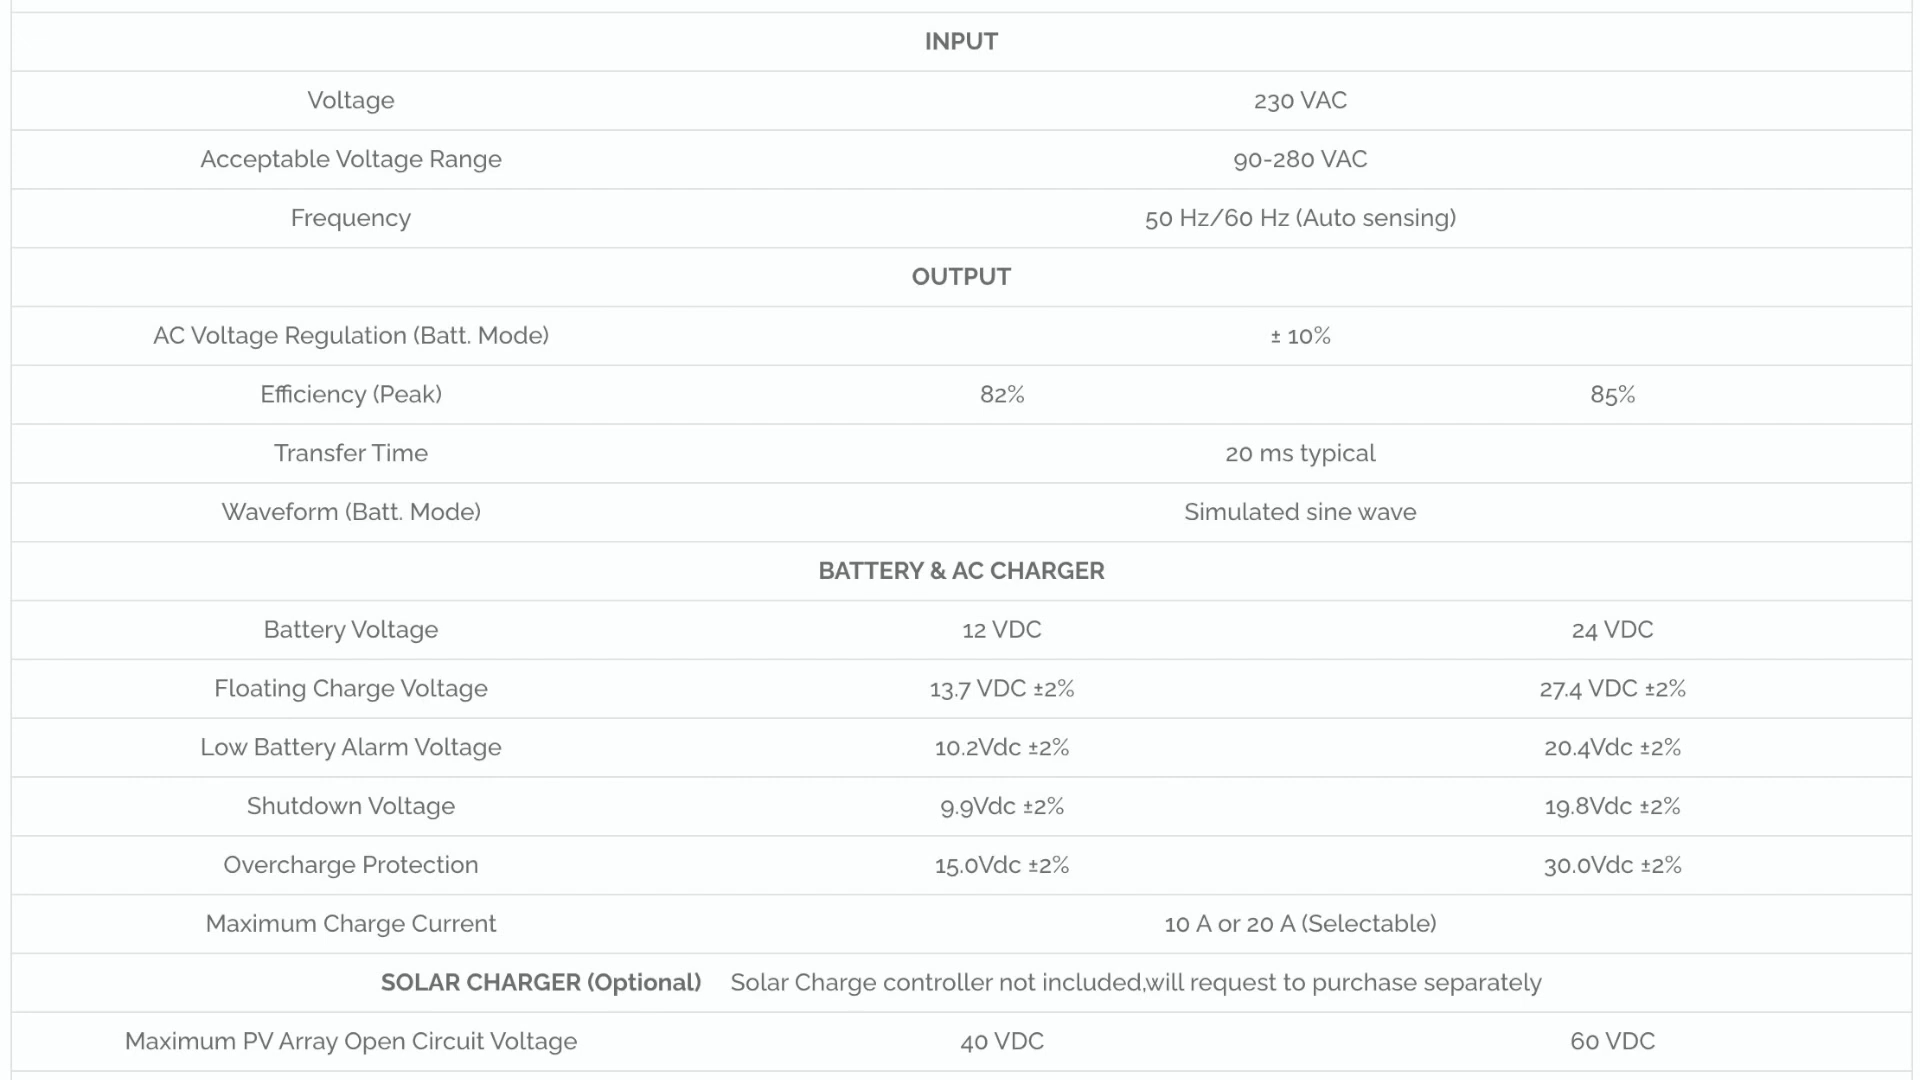 INPUT
Voltage 230 VAC
Acceptable Voltage Range 90-280 VAC
Frequency 50 Hz/60 Hz (Auto sensing)
OUTPUT
AC Voltage Regulation (Batt. Mode) ± 10%
Efficiency (Peak) 82% 85%
Transfer Time 20 ms typical
Waveform (Batt. Mode) Simulated sine wave
BATTERY & AC CHARGER
Battery Voltage 12 VDC 24 VDC
Floating Charge Voltage 13.7 VDC ±2% 27.4 VDC ±2%
Low Battery Alarm Voltage 10.2Vdc ±2% 20.4Vdc ±2%
Shutdown Voltage 9.9Vdc ±2% 19.8Vdc ±2%
Overcharge Protection 15.0Vdc ±2% 30.0Vdc ±2%
Maximum Charge Current 10 A or 20 A (Selectable)
SOLAR CHARGER (Optional) Solar Charge controller not included,will request to purchase separately
Maximum PV Array Open Circuit Voltage 40 VDC 60 VDC